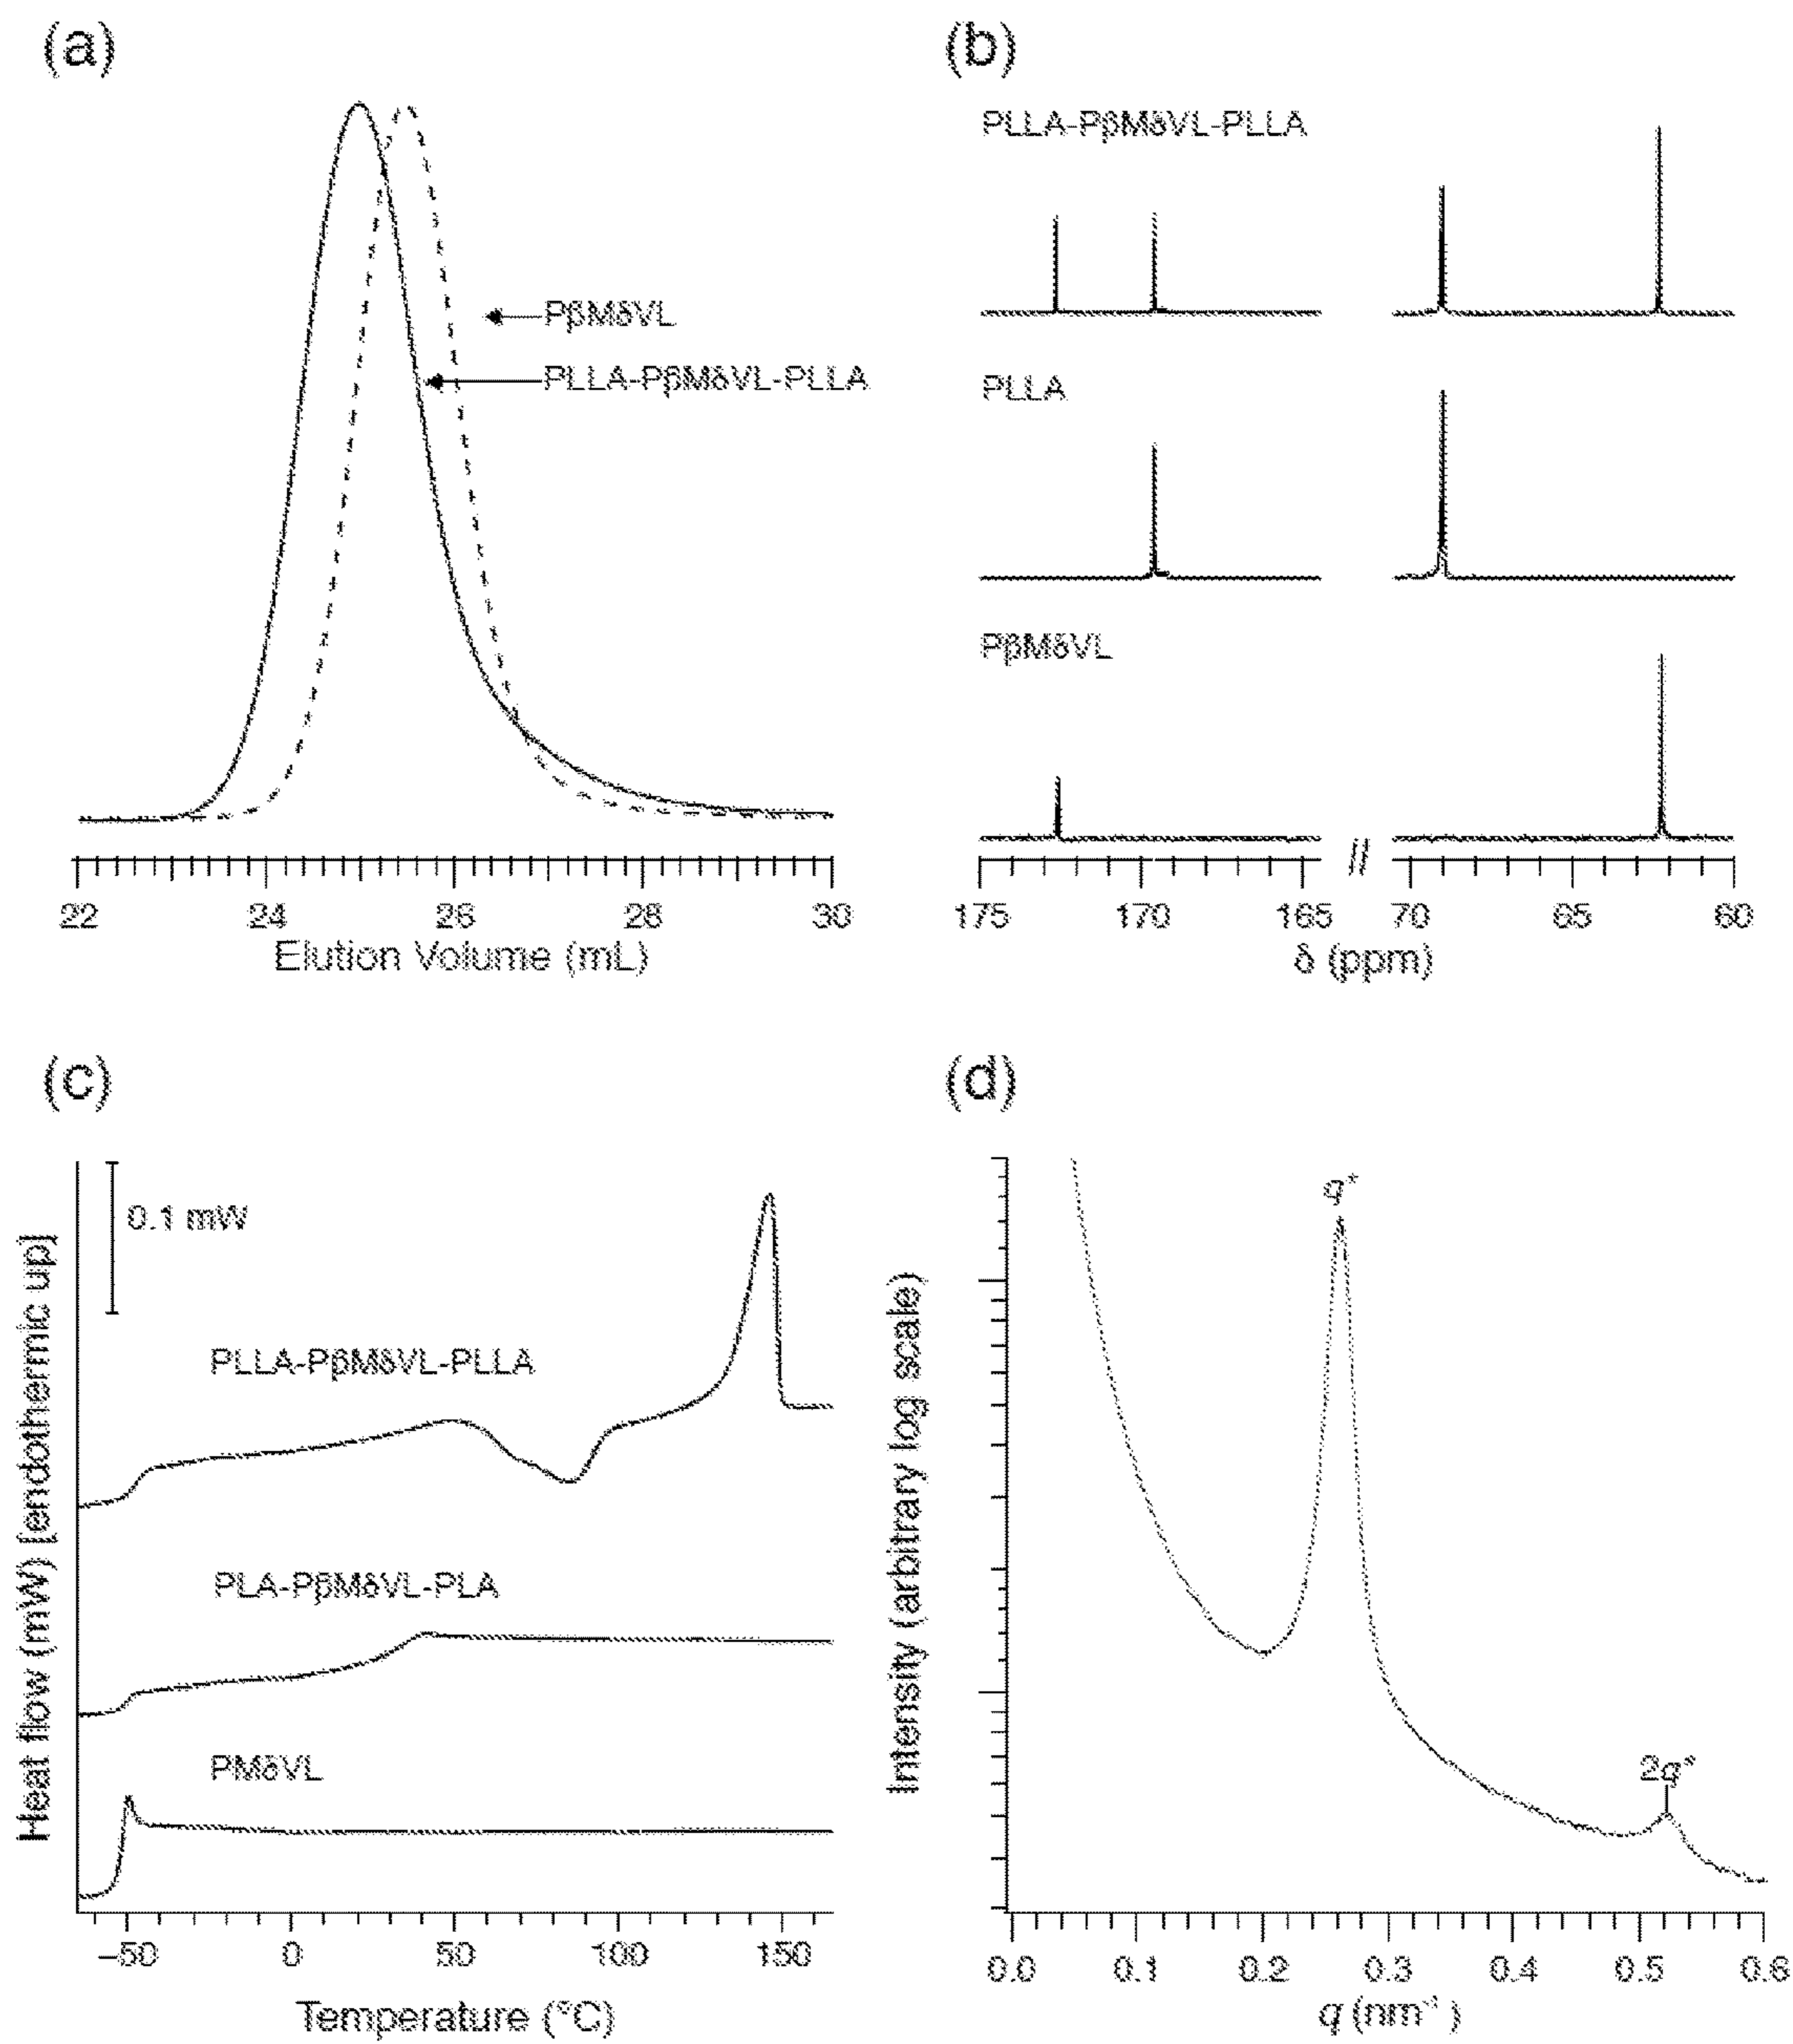 (a)
PβMδVL
PLLA-PβMδVL-PLLA
22 24 26 28 30
Elution Volume (mL)
(b)
PLLA-PβMδVL-PLLA
PLLA
PβMδVL
175 170 165 // 70 65 60
δ (ppm)
(c)
0.1 mW
PLLA-PβMδVL-PLLA
PLA-PβMδVL-PLA
PMδVL
Heat flow (mW) [endothermic up]
−50 0 50 100 150
Temperature (°C)
(d)
q*
2q*
Intensity (arbitrary log scale)
0.0 0.1 0.2 0.3 0.4 0.5 0.6
q (nm⁻¹)